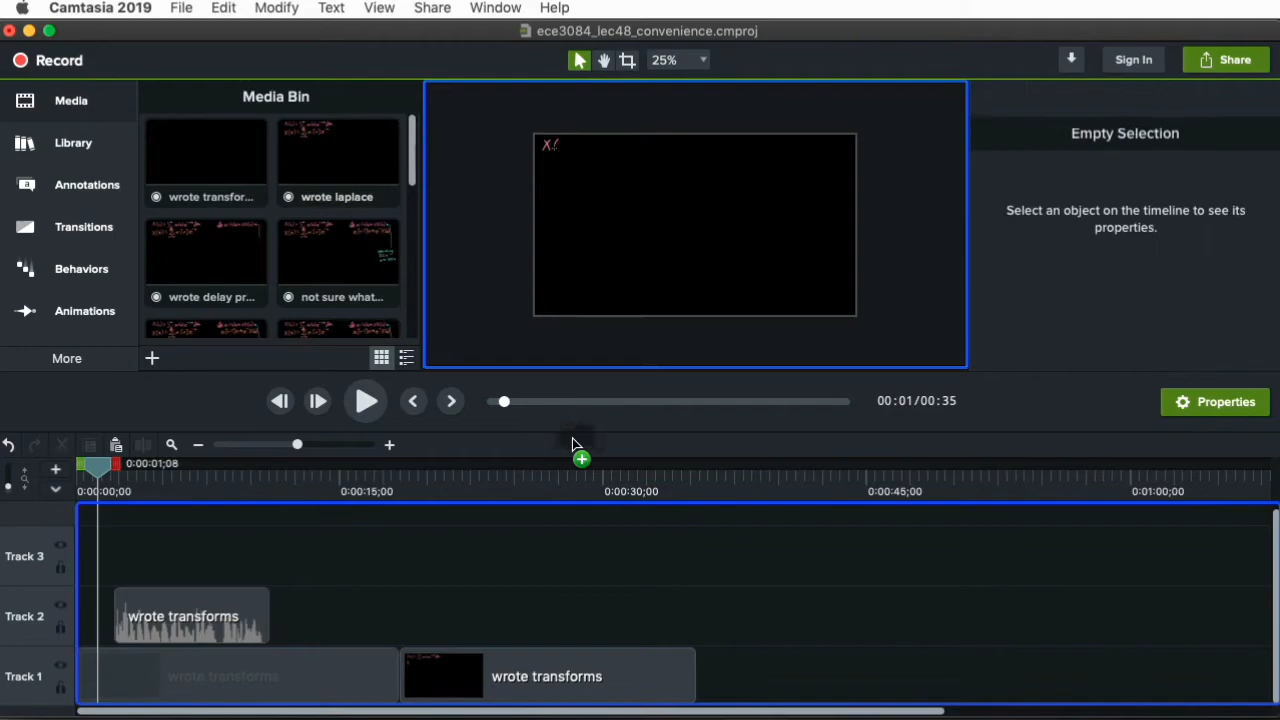 Camtasia 2019 File Edit Modify Text View Share Window Help
ece3084_lec48_convenience.cmproj
Record 25% Sign In Share
Media
Library
Annotations
Transitions
Behaviors
Animations
More
Media Bin
wrote transfor... wrote laplace
wrote delay pr... not sure what...
X(
Empty Selection
Select an object on the timeline to see its
properties.
00:01/00:35
Properties
0:00:01;08
0:00:00;00 0:00:15;00 0:00:30;00 0:00:45;00 0:01:00;00
Track 3
Track 2 wrote transforms
Track 1 wrote transforms wrote transforms